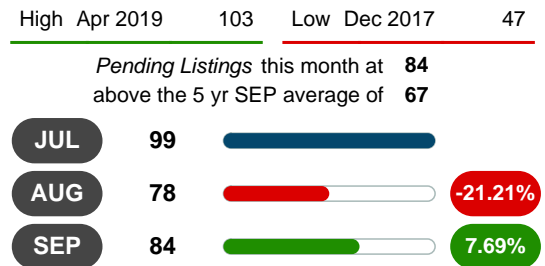 High Apr 2019 103 Low Dec 2017 47
Pending Listings this month at 84
above the 5 yr SEP average of 67
JUL 99
AUG 78 -21.21%
SEP 84 7.69%